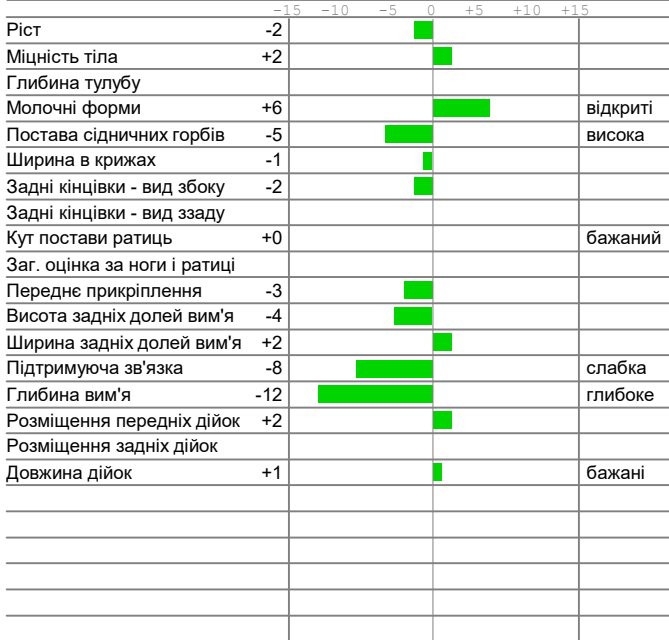 -15 -10 -5 0 +5 +10 +15
Ріст -2
Міцність тіла +2
Глибина тулубу
Молочні форми +6 відкриті
Постава сідничних горбів -5 висока
Ширина в крижах -1
Задні кінцівки - вид збоку -2
Задні кінцівки - вид ззаду
Кут постави ратиць +0 бажаний
Заг. оцінка за ноги і ратиці
Переднє прикріплення -3
Висота задніх долей вим'я -4
Ширина задніх долей вим'я +2
Підтримуюча зв'язка -8 слабка
Глибина вим'я -12 глибоке
Розміщення передніх дійок +2
Розміщення задніх дійок
Довжина дійок +1 бажані